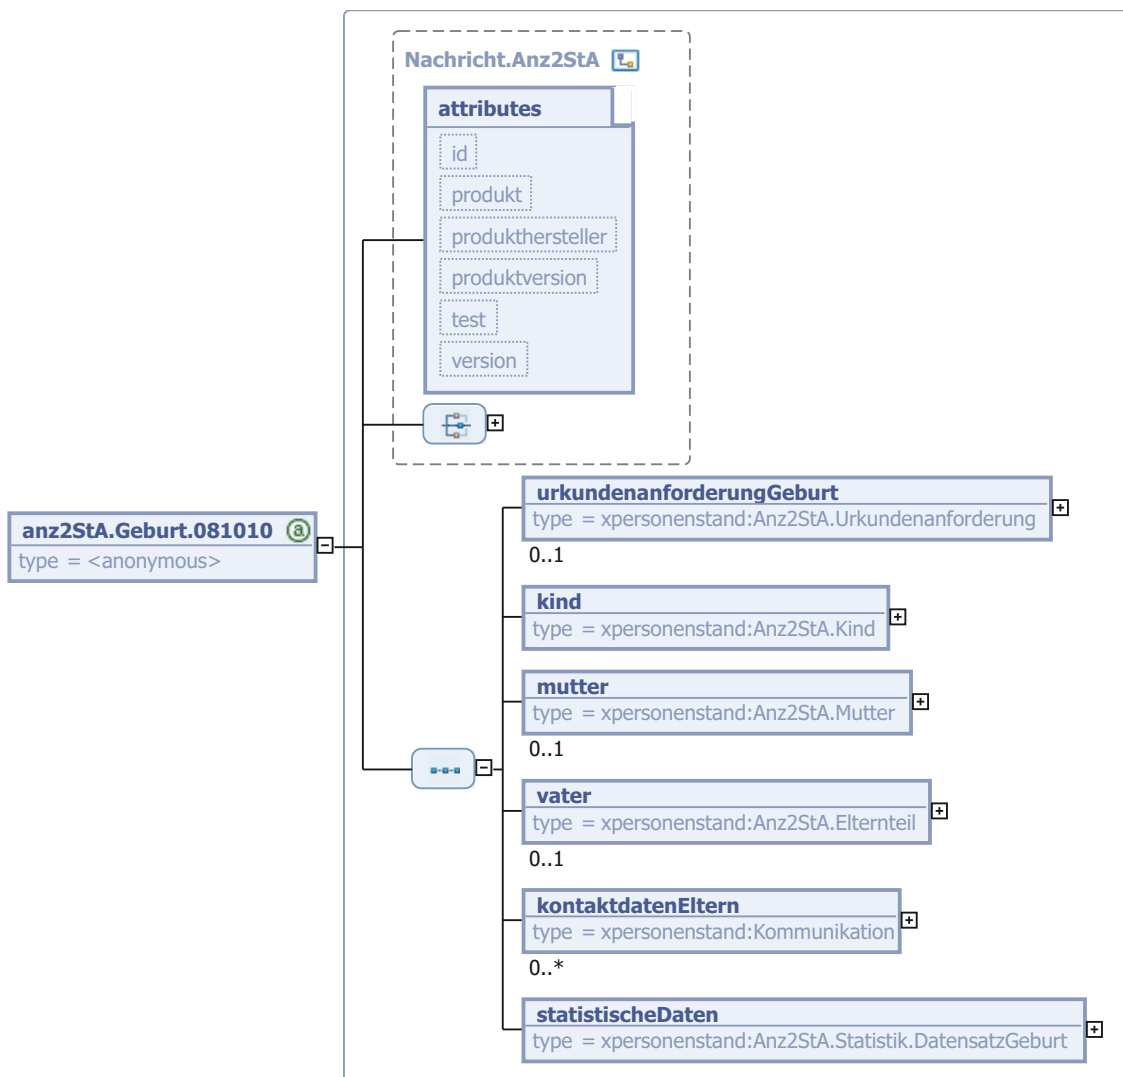 Nachricht.Anz2StA
attributes
id
produkt
produkthersteller
produktversion
test
version
anz2StA.Geburt.081010
type = <anonymous>
urkundenanforderungGeburt
type = xpersonenstand:Anz2StA.Urkundenanforderung
0..1
kind
type = xpersonenstand:Anz2StA.Kind
mutter
type = xpersonenstand:Anz2StA.Mutter
0..1
vater
type = xpersonenstand:Anz2StA.Elternteil
0..1
kontaktdatenEltern
type = xpersonenstand:Kommunikation
0..*
statistischeDaten
type = xpersonenstand:Anz2StA.Statistik.DatensatzGeburt